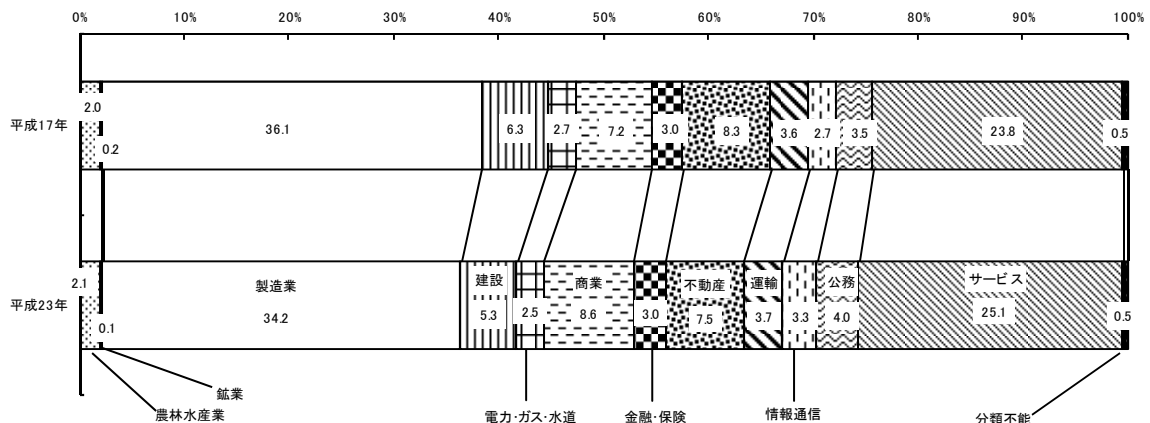 0% 10% 20% 30% 40% 50% 60% 70% 80% 90% 100%
平成17年
2.0 0.2 36.1 6.3 2.7 7.2 3.0 8.3 3.6 2.7 3.5 23.8 0.5
平成23年
製造業 建設 商業 不動産 運輸 公務 サービス
2.1 0.1 34.2 5.3 2.5 8.6 3.0 7.5 3.7 3.3 4.0 25.1 0.5
鉱業
農林水産業 電力・ガス・水道 金融・保険 情報通信 分類不能